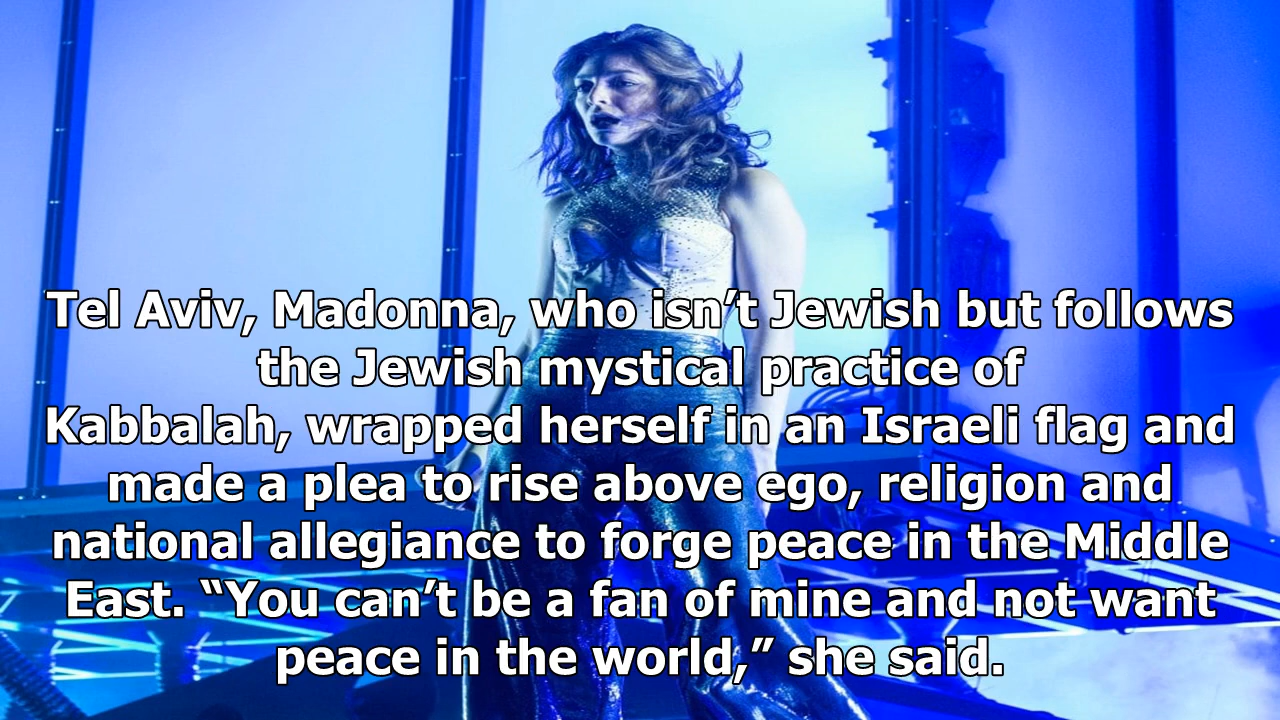 Tel Aviv, Madonna, who isn’t Jewish but follows
the Jewish mystical practice of
Kabbalah, wrapped herself in an Israeli flag and
made a plea to rise above ego, religion and
national allegiance to forge peace in the Middle
East. “You can’t be a fan of mine and not want
peace in the world,” she said.